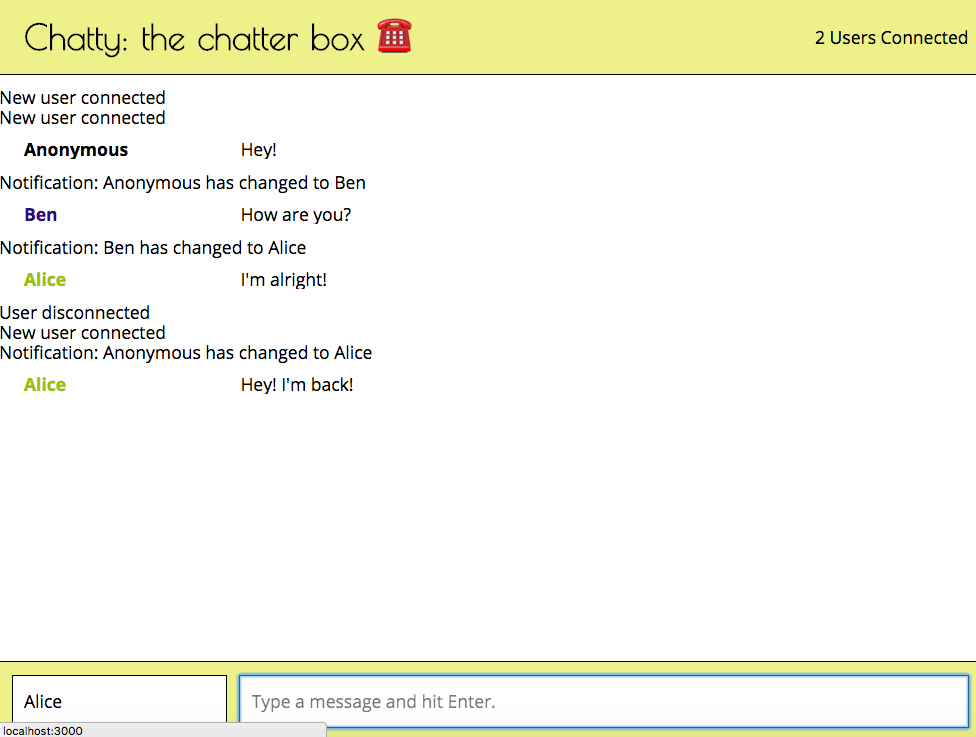 Chatty: the chatter box ☎️
2 Users Connected
New user connected
New user connected
Anonymous Hey!
Notification: Anonymous has changed to Ben
Ben How are you?
Notification: Ben has changed to Alice
Alice I'm alright!
User disconnected
New user connected
Notification: Anonymous has changed to Alice
Alice Hey! I'm back!
Alice Type a message and hit Enter.
localhost:3000